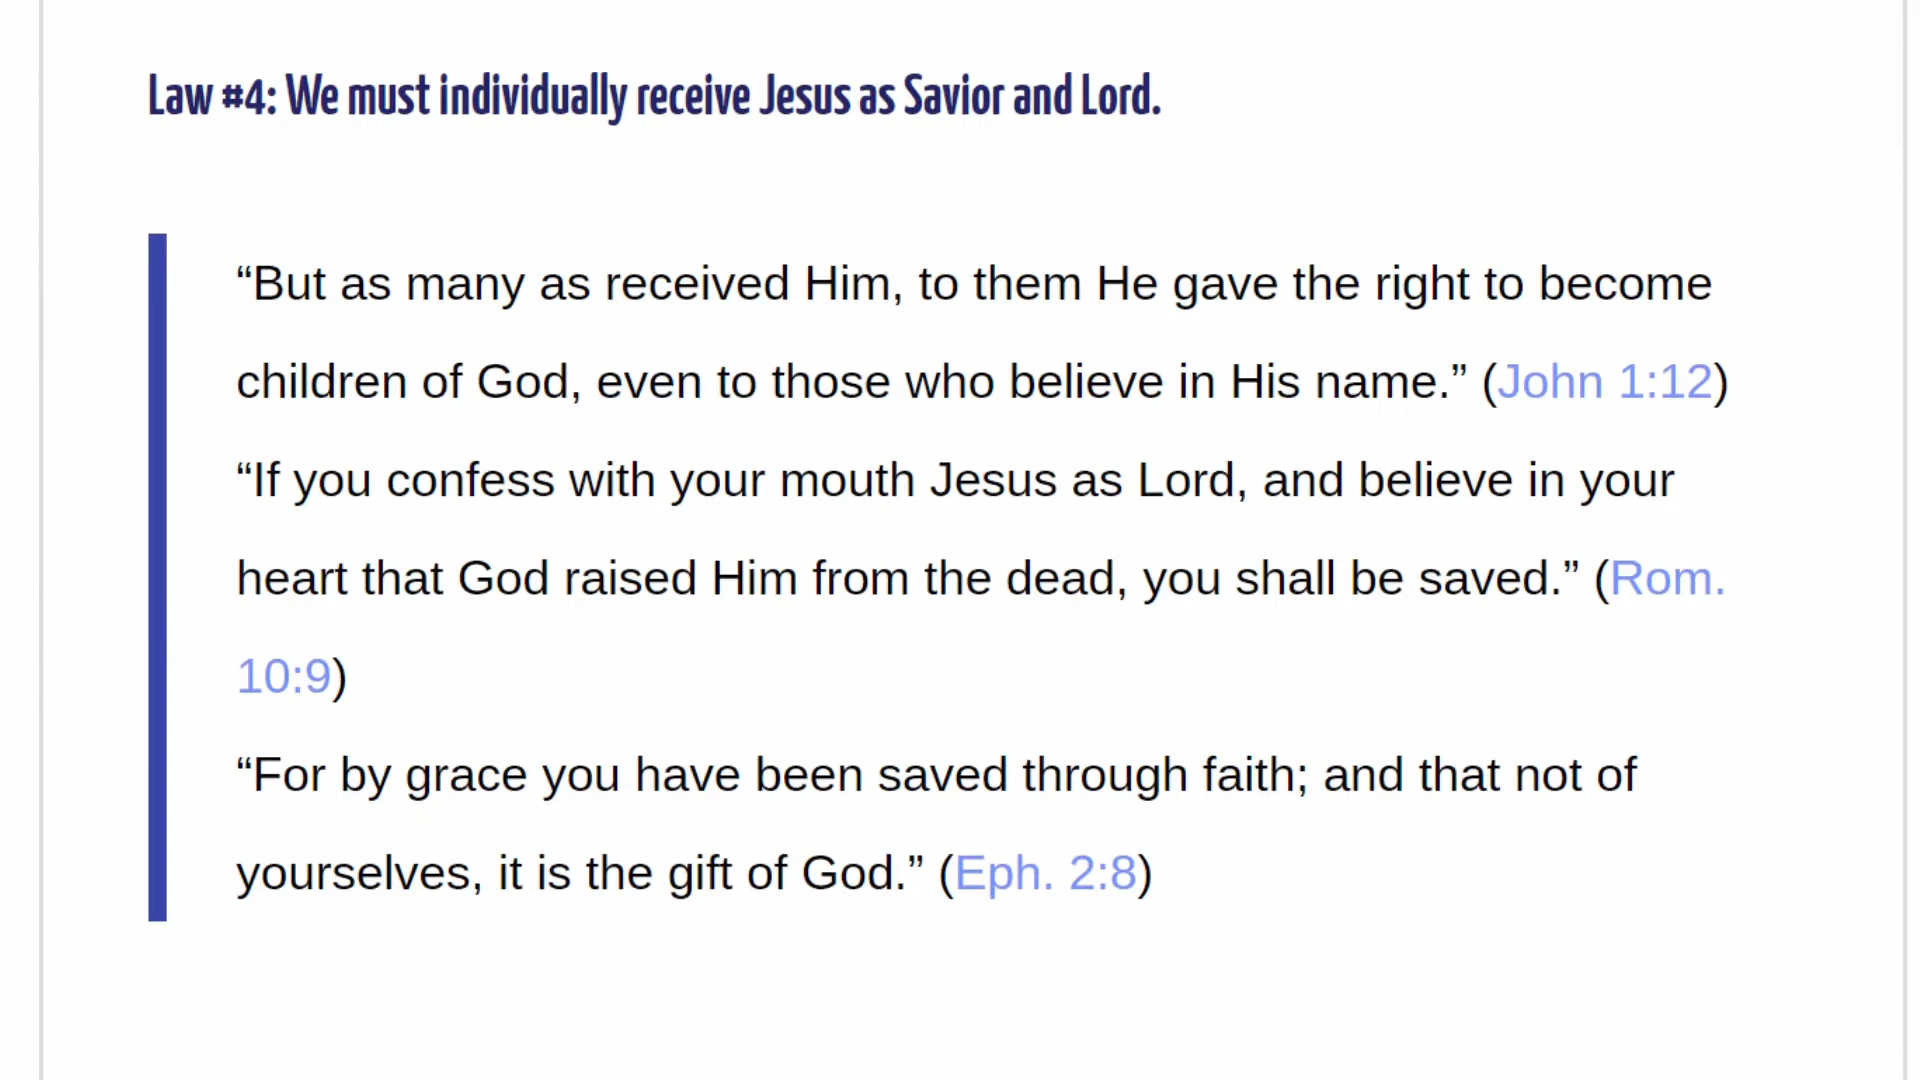 Law #4: We must individually receive Jesus as Savior and Lord.
“But as many as received Him, to them He gave the right to become
children of God, even to those who believe in His name.” (John 1:12)
“If you confess with your mouth Jesus as Lord, and believe in your
heart that God raised Him from the dead, you shall be saved.” (Rom.
10:9)
“For by grace you have been saved through faith; and that not of
yourselves, it is the gift of God.” (Eph. 2:8)